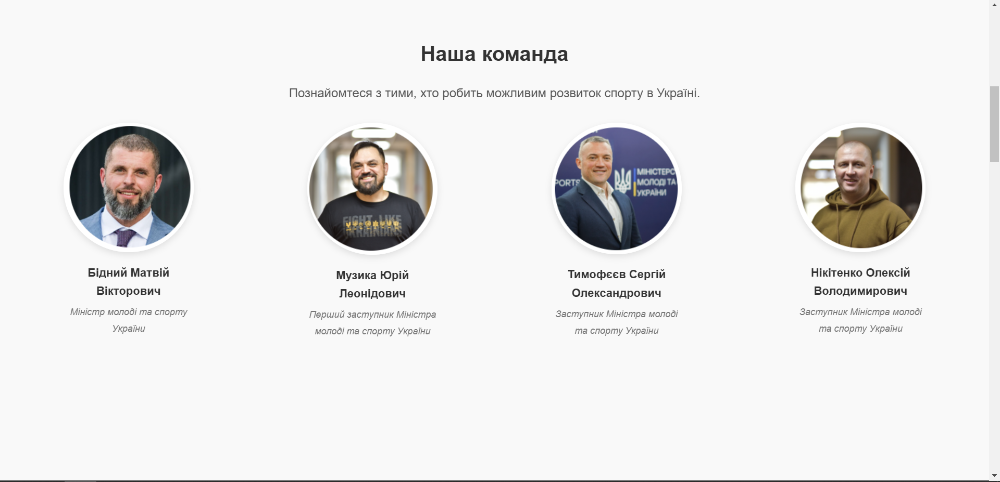 Наша команда
Познайомтеся з тими, хто робить можливим розвиток спорту в Україні.
FIGHT LIKE
UKRAINIANS
PORTS
МІНІСТЕРС
МОЛОДІ ТА
УКРАЇНИ
Бідний Матвій
Вікторович
Міністр молоді та спорту
України
Музика Юрій
Леонідович
Перший заступник Міністра
молоді та спорту України
Тимофєєв Сергій
Олександрович
Заступник Міністра молоді
та спорту України
Нікітенко Олексій
Володимирович
Заступник Міністра молоді
та спорту України